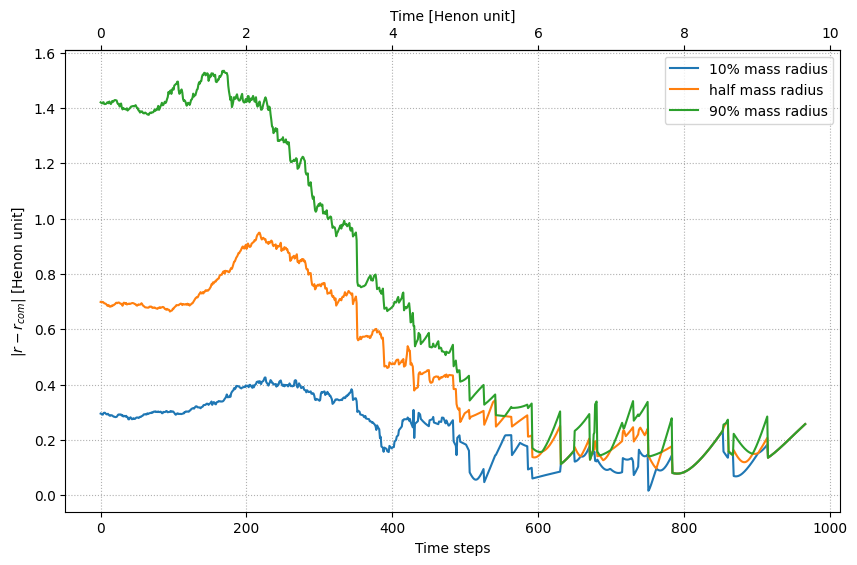 Time [Henon unit]
0 2 4 6 8 10
10% mass radius
half mass radius
90% mass radius
|r − r_{com}| [Henon unit]
1.6
1.4
1.2
1.0
0.8
0.6
0.4
0.2
0.0
0 200 400 600 800 1000
Time steps